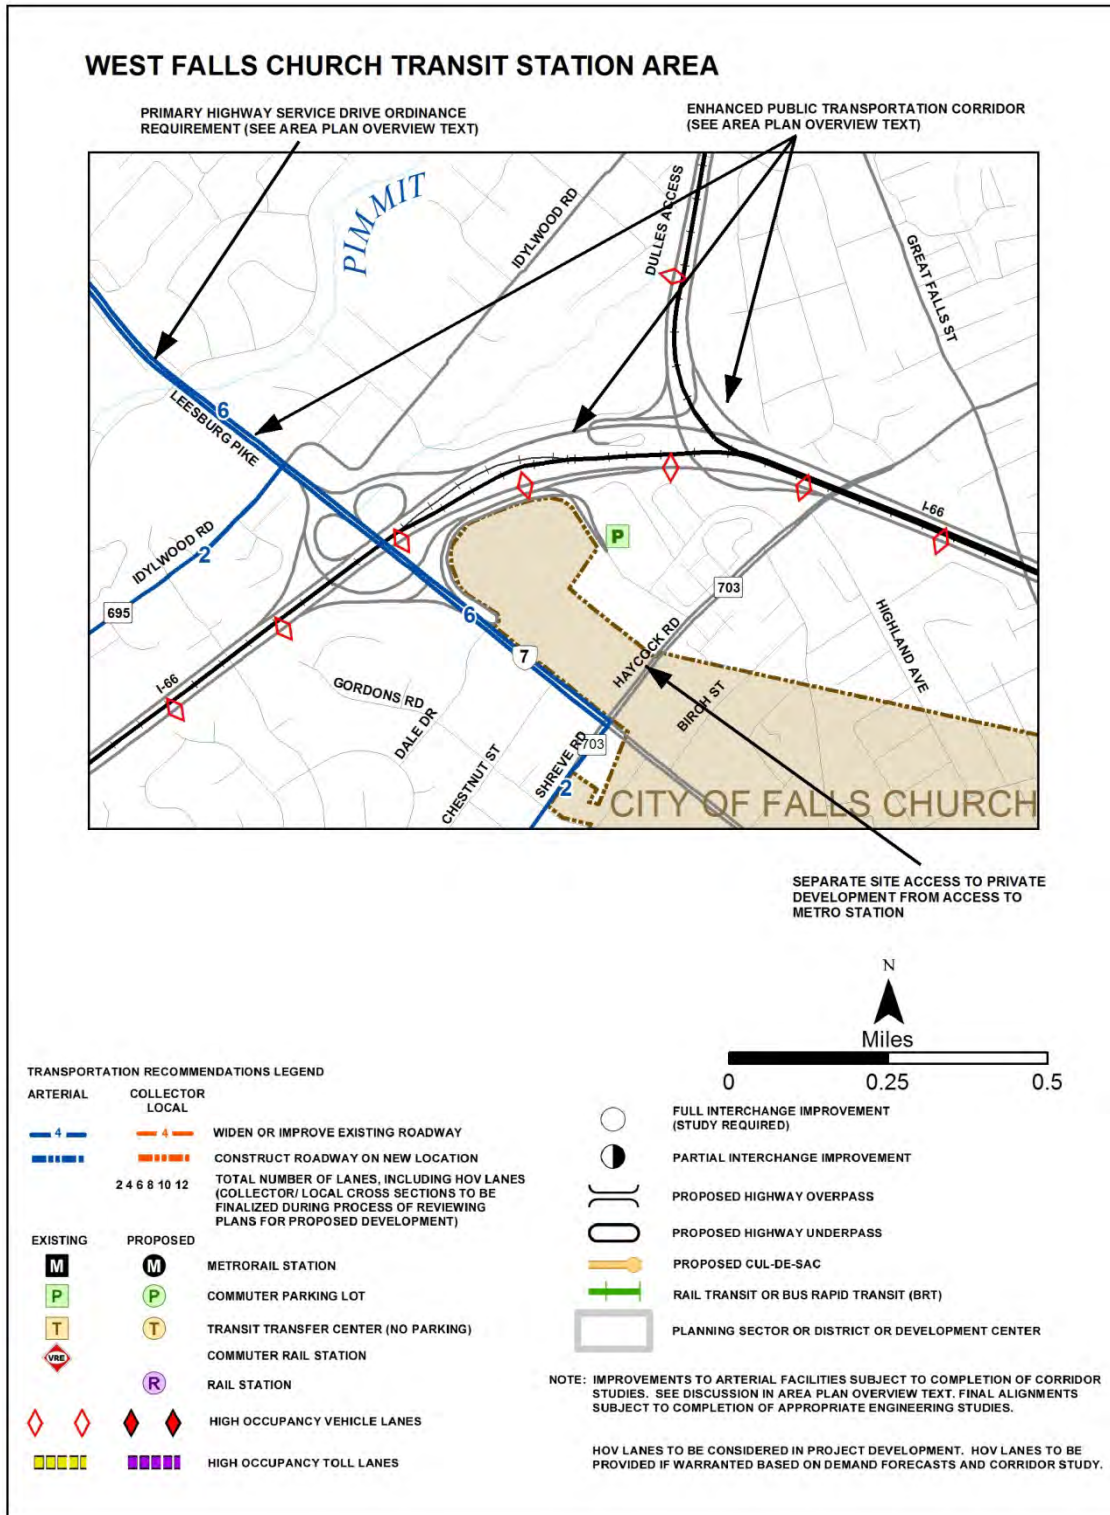 WEST FALLS CHURCH TRANSIT STATION AREA
PRIMARY HIGHWAY SERVICE DRIVE ORDINANCE
REQUIREMENT (SEE AREA PLAN OVERVIEW TEXT)
ENHANCED PUBLIC TRANSPORTATION CORRIDOR
(SEE AREA PLAN OVERVIEW TEXT)
PIMMIT
IDYLWOOD RD
DULLES ACCESS
GREAT FALLS ST
6
LEESBURG PIKE
I-66
P
IDYLWOOD RD
2
695
703
6
7
HAYCOCK RD
HIGHLAND AVE
I-66
GORDONS RD
DALE DR
BIRCH ST
CHESTNUT ST
SHREVE RD
703
2
CITY OF FALLS CHURCH
SEPARATE SITE ACCESS TO PRIVATE
DEVELOPMENT FROM ACCESS TO
METRO STATION
N
Miles
0 0.25 0.5
TRANSPORTATION RECOMMENDATIONS LEGEND
ARTERIAL COLLECTOR
LOCAL
4 4 WIDEN OR IMPROVE EXISTING ROADWAY
CONSTRUCT ROADWAY ON NEW LOCATION
2 4 6 8 10 12 TOTAL NUMBER OF LANES, INCLUDING HOV LANES
(COLLECTOR/ LOCAL CROSS SECTIONS TO BE
FINALIZED DURING PROCESS OF REVIEWING
PLANS FOR PROPOSED DEVELOPMENT)
EXISTING PROPOSED
M M METRORAIL STATION
P P COMMUTER PARKING LOT
T T TRANSIT TRANSFER CENTER (NO PARKING)
VRE COMMUTER RAIL STATION
R RAIL STATION
HIGH OCCUPANCY VEHICLE LANES
HIGH OCCUPANCY TOLL LANES
FULL INTERCHANGE IMPROVEMENT
(STUDY REQUIRED)
PARTIAL INTERCHANGE IMPROVEMENT
PROPOSED HIGHWAY OVERPASS
PROPOSED HIGHWAY UNDERPASS
PROPOSED CUL-DE-SAC
RAIL TRANSIT OR BUS RAPID TRANSIT (BRT)
PLANNING SECTOR OR DISTRICT OR DEVELOPMENT CENTER
NOTE: IMPROVEMENTS TO ARTERIAL FACILITIES SUBJECT TO COMPLETION OF CORRIDOR
STUDIES. SEE DISCUSSION IN AREA PLAN OVERVIEW TEXT. FINAL ALIGNMENTS
SUBJECT TO COMPLETION OF APPROPRIATE ENGINEERING STUDIES.
HOV LANES TO BE CONSIDERED IN PROJECT DEVELOPMENT. HOV LANES TO BE
PROVIDED IF WARRANTED BASED ON DEMAND FORECASTS AND CORRIDOR STUDY.